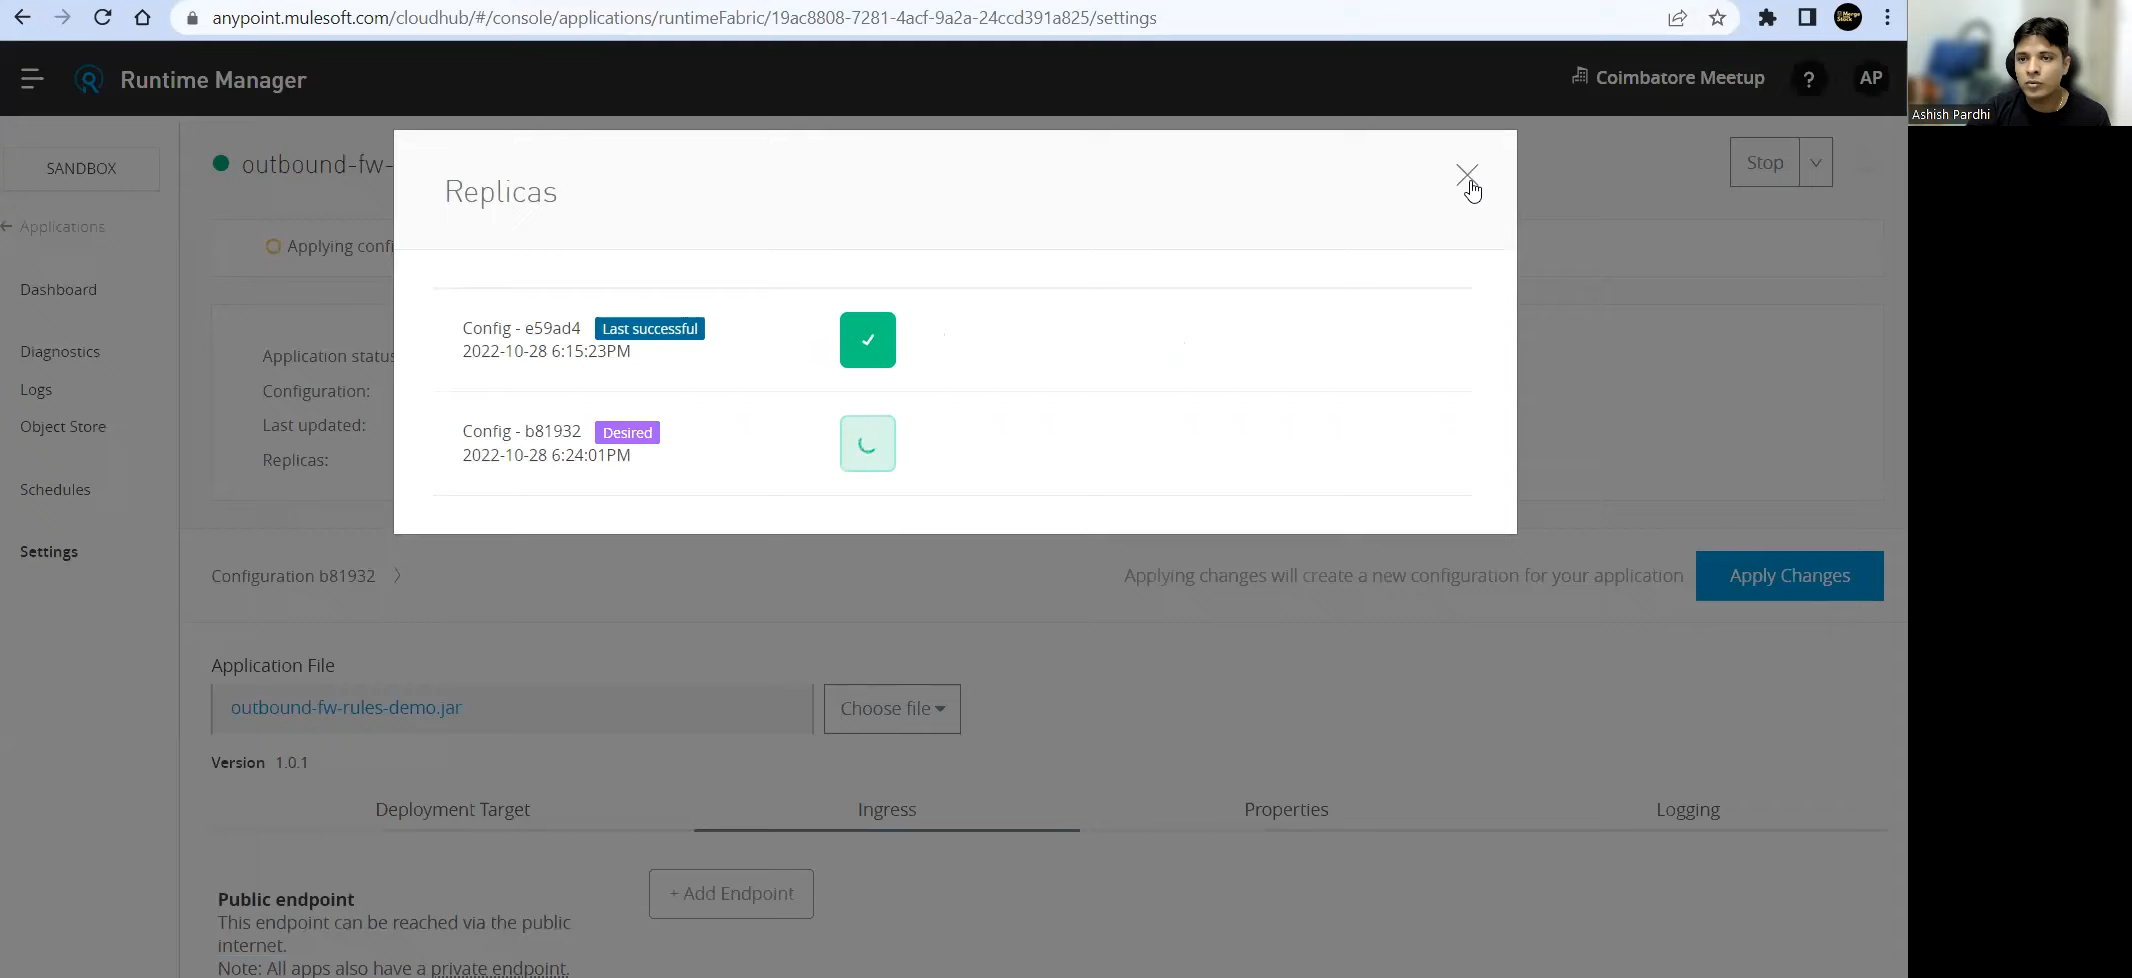 anypoint.mulesoft.com/cloudhub/#/console/applications/runtimeFabric/19ac8808-7281-4acf-9a2a-24ccd391a825/settings
Runtime Manager
Coimbatore Meetup
?
AP
Ashish Pardhi
SANDBOX
Applications
Dashboard
Diagnostics
Logs
Object Store
Schedules
Settings
outbound-fw-
Stop
Applying confi
Application status
Configuration:
Last updated:
Replicas:
Replicas
Config - e59ad4 Last successful
2022-10-28 6:15:23PM
Config - b81932 Desired
2022-10-28 6:24:01PM
Configuration b81932
Applying changes will create a new configuration for your application
Apply Changes
Application File
outbound-fw-rules-demo.jar
Choose file
Version 1.0.1
Deployment Target
Ingress
Properties
Logging
Public endpoint
This endpoint can be reached via the public
internet.
Note: All apps also have a private endpoint.
+ Add Endpoint